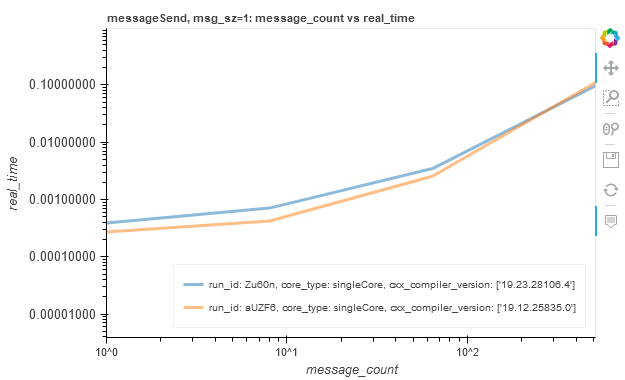 messageSend, msg_sz=1: message_count vs real_time
0.10000000
0.01000000
0.00100000
0.00010000
0.00001000
real_time
run_id: Zu60n, core_type: singleCore, cxx_compiler_version: ['19.23.28106.4']
run_id: aUZF6, core_type: singleCore, cxx_compiler_version: ['19.12.25835.0']
10^0
10^1
10^2
message_count